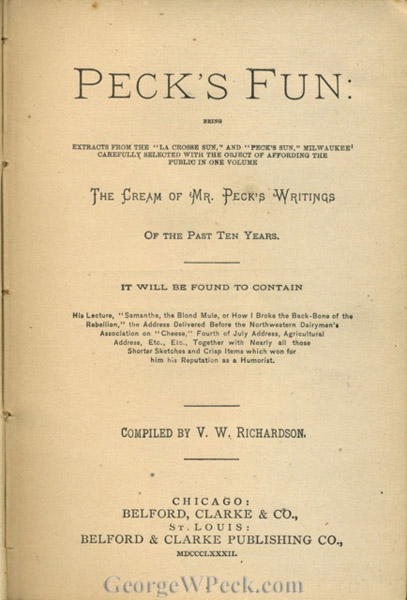 PECK'S FUN:
BEING
EXTRACTS FROM THE "LA CROSSE SUN," AND "PECK'S SUN," MILWAUKEE;
CAREFULLY SELECTED WITH THE OBJECT OF AFFORDING THE
PUBLIC IN ONE VOLUME
THE CREAM OF MR. PECK'S WRITINGS
OF THE PAST TEN YEARS.
IT WILL BE FOUND TO CONTAIN
His Lecture, "Samantha, the Blond Mule, or How I Broke the Back-Bone of the
Rebellion," the Address Delivered Before the Northwestern Dairymen's
Association on "Cheese," Fourth of July Address, Agricultural
Address, Etc., Etc., Together with Nearly all those
Shorter Sketches and Crisp Items which won for
him his Reputation as a Humorist.
COMPILED BY V. W. RICHARDSON.
CHICAGO:
BELFORD, CLARKE & CO.,
ST. LOUIS:
BELFORD & CLARKE PUBLISHING CO.,
MDCCCLXXXII.
GeorgeWPeck.com